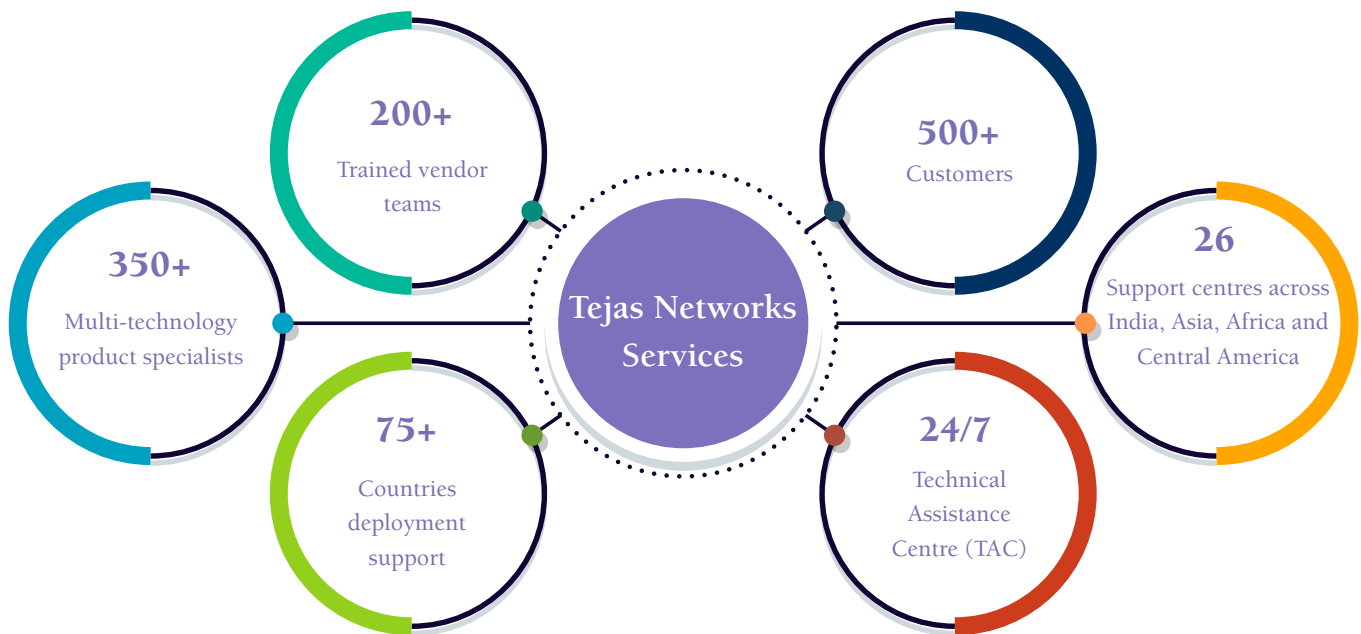 200+
Trained vendor
teams
500+
Customers
350+
Multi-technology
product specialists
Tejas Networks
Services
26
Support centres across
India, Asia, Africa and
Central America
75+
Countries
deployment
support
24/7
Technical
Assistance
Centre (TAC)